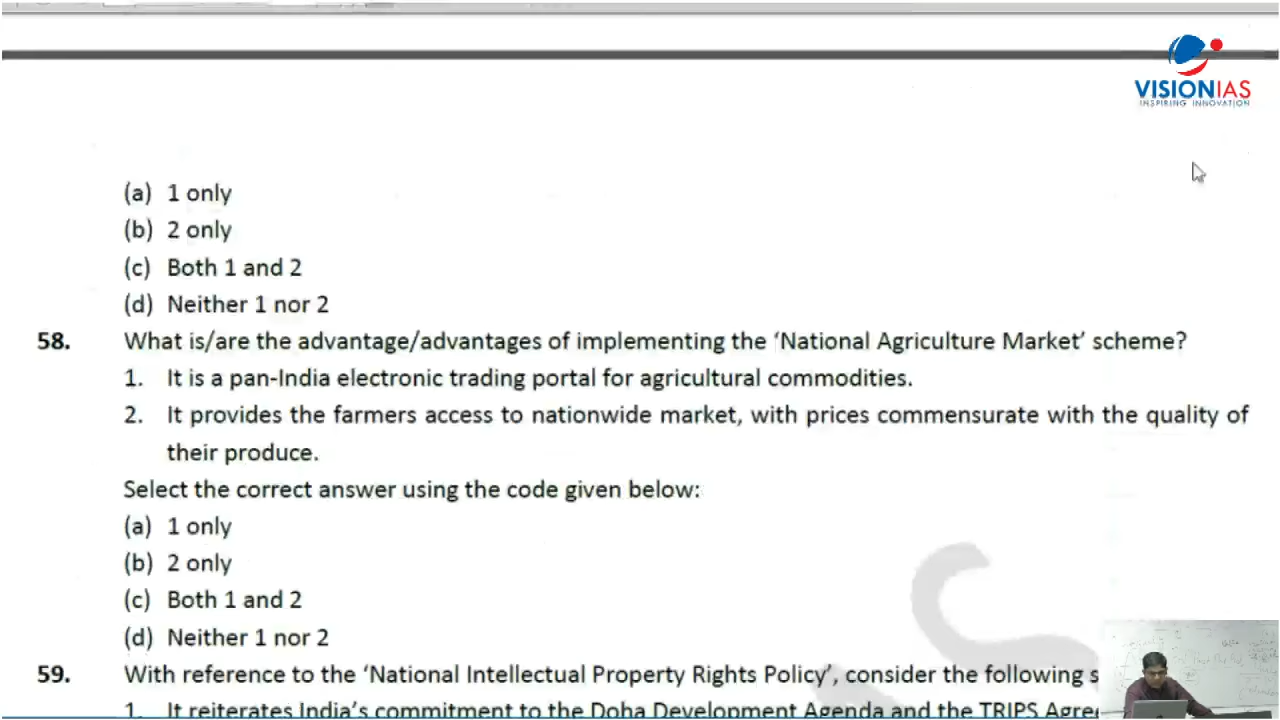 VISIONIAS
INSPIRING INNOVATION
(a) 1 only
(b) 2 only
(c) Both 1 and 2
(d) Neither 1 nor 2
58. What is/are the advantage/advantages of implementing the ‘National Agriculture Market’ scheme?
1. It is a pan-India electronic trading portal for agricultural commodities.
2. It provides the farmers access to nationwide market, with prices commensurate with the quality of
their produce.
Select the correct answer using the code given below:
(a) 1 only
(b) 2 only
(c) Both 1 and 2
(d) Neither 1 nor 2
59. With reference to the ‘National Intellectual Property Rights Policy’, consider the following s
1. It reiterates India’s commitment to the Doha Development Agenda and the TRIPS Agre